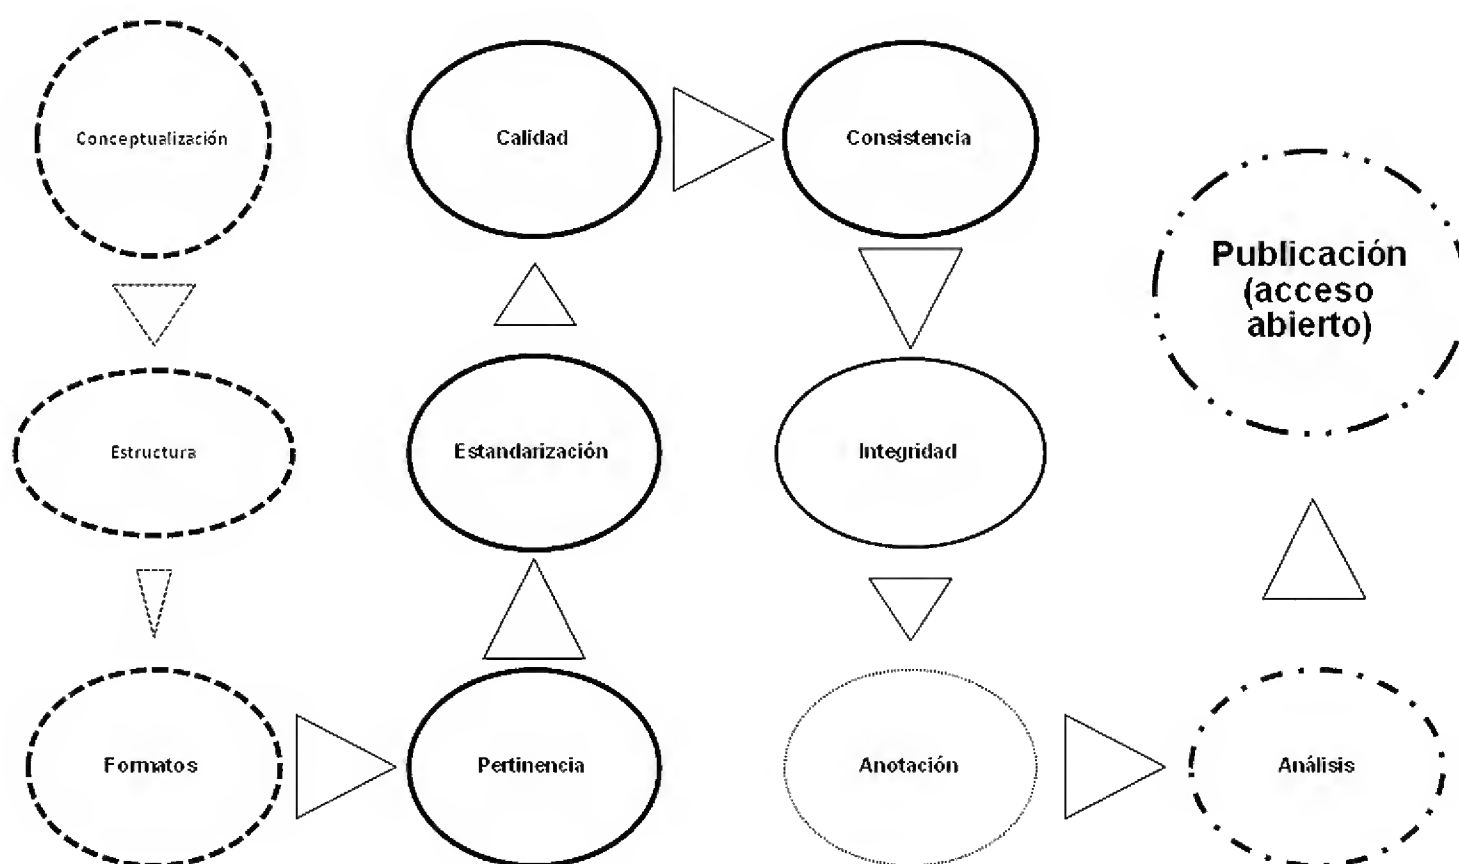 Conceptualización
Estructura
Formatos
Pertinencia
Estandarización
Calidad
Consistencia
Integridad
Anotación
Análisis
Publicación
(acceso
abierto)